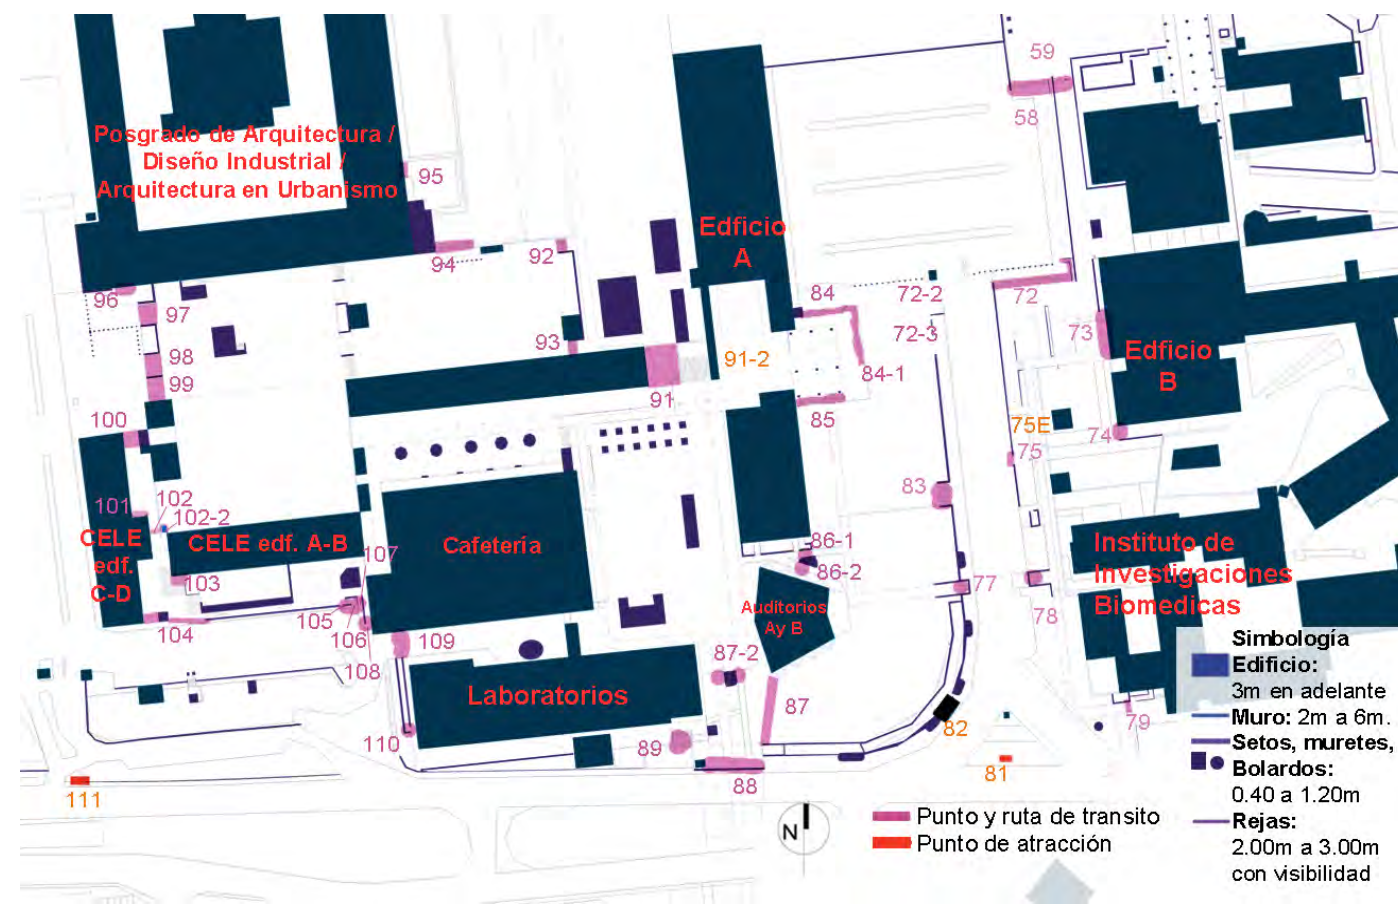 59
58
Posgrado de Arquitectura /
Diseño Industrial /
Arquitectura en Urbanismo
95
Edficio
A
94
92
96
97
84
72-2
72
72-3
73
98
93
91-2
Edficio
B
99
84-1
91
100
85
75E
74
75
83
101
102
102-2
CELE
edf.
C-D
CELE edf. A-B
107
Cafetería
86-1
86-2
Instituto de
Investigaciones
Biomedicas
103
77
78
104
105
106
Auditorios
Ay B
109
108
87-2
Laboratorios
87
79
82
110
89
81
88
111
N
Punto y ruta de transito
Punto de atracción
Simbología
Edificio:
3m en adelante
Muro: 2m a 6m.
Setos, muretes,
Bolardos:
0.40 a 1.20m
Rejas:
2.00m a 3.00m
con visibilidad